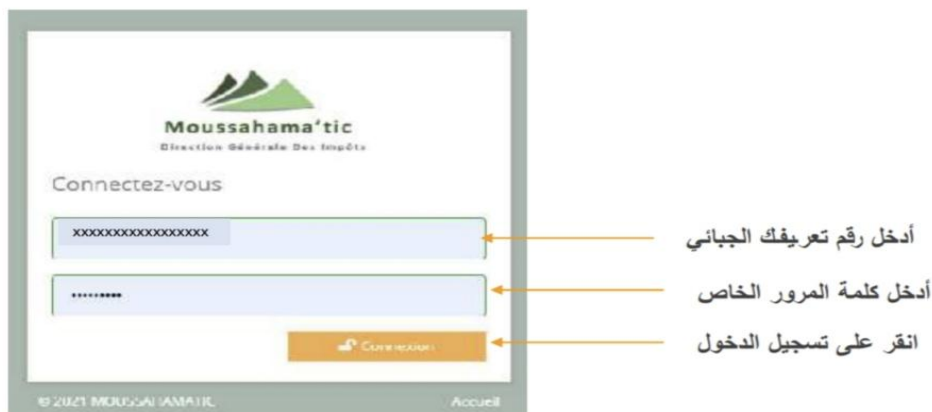 Moussahama'tic
Direction Générale Des Impôts
Connectez-vous
xxxxxxxxxxxxxxxxx
أدخل رقم تعريفك الجبائي
•••••••••
أدخل كلمة المرور الخاص
Connexion
انقر على تسجيل الدخول
© 2021 MOUSSAHAMATIC
Accueil